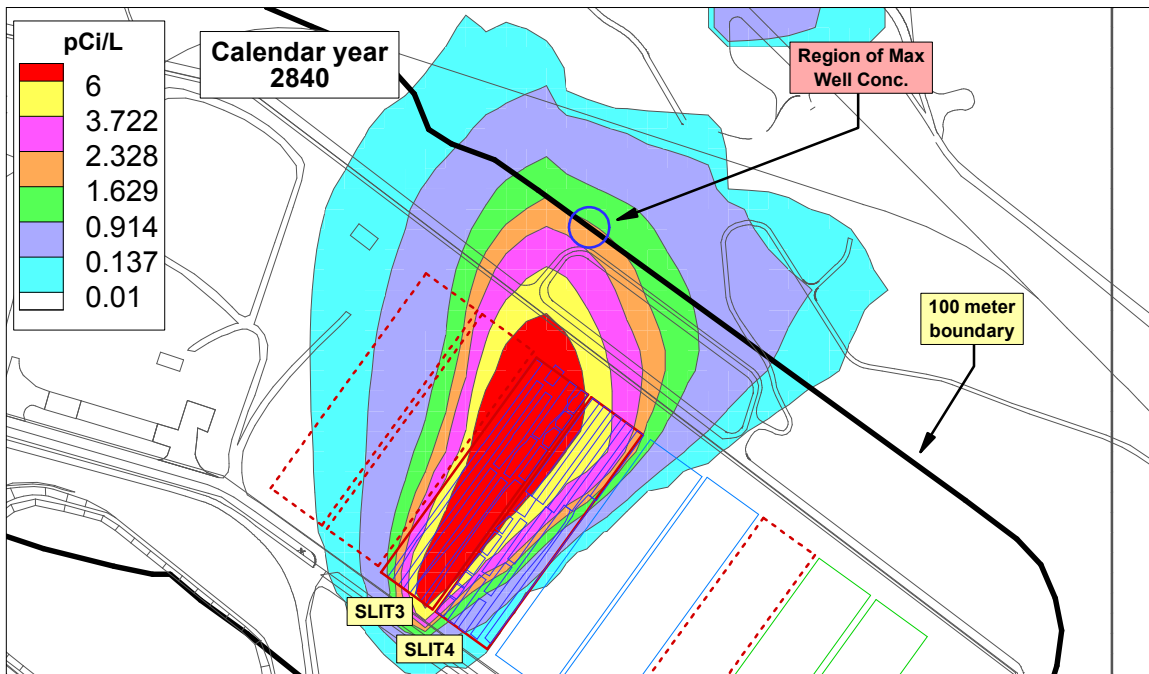 pCi/L
6
3.722
2.328
1.629
0.914
0.137
0.01
Calendar year
2840
Region of Max
Well Conc.
100 meter
boundary
SLIT3
SLIT4